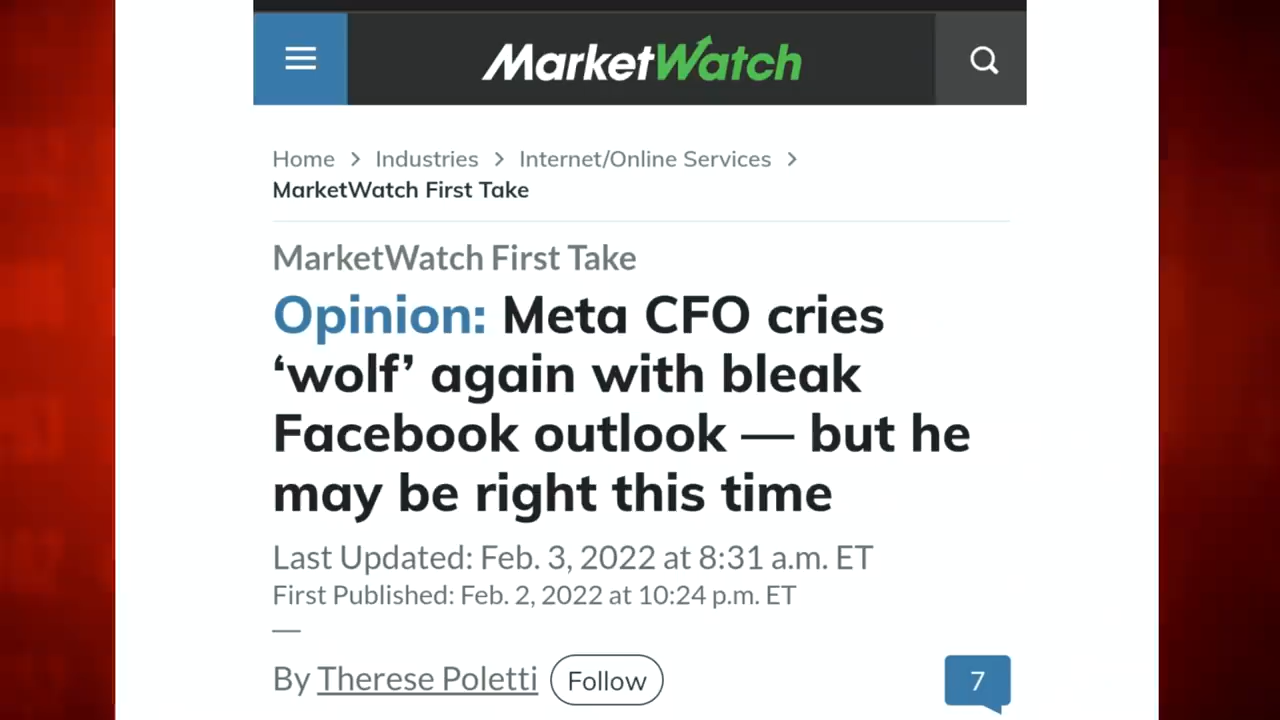 MarketWatch
Home > Industries > Internet/Online Services >
MarketWatch First Take
MarketWatch First Take
Opinion: Meta CFO cries
‘wolf’ again with bleak
Facebook outlook — but he
may be right this time
Last Updated: Feb. 3, 2022 at 8:31 a.m. ET
First Published: Feb. 2, 2022 at 10:24 p.m. ET
By Therese Poletti Follow 7